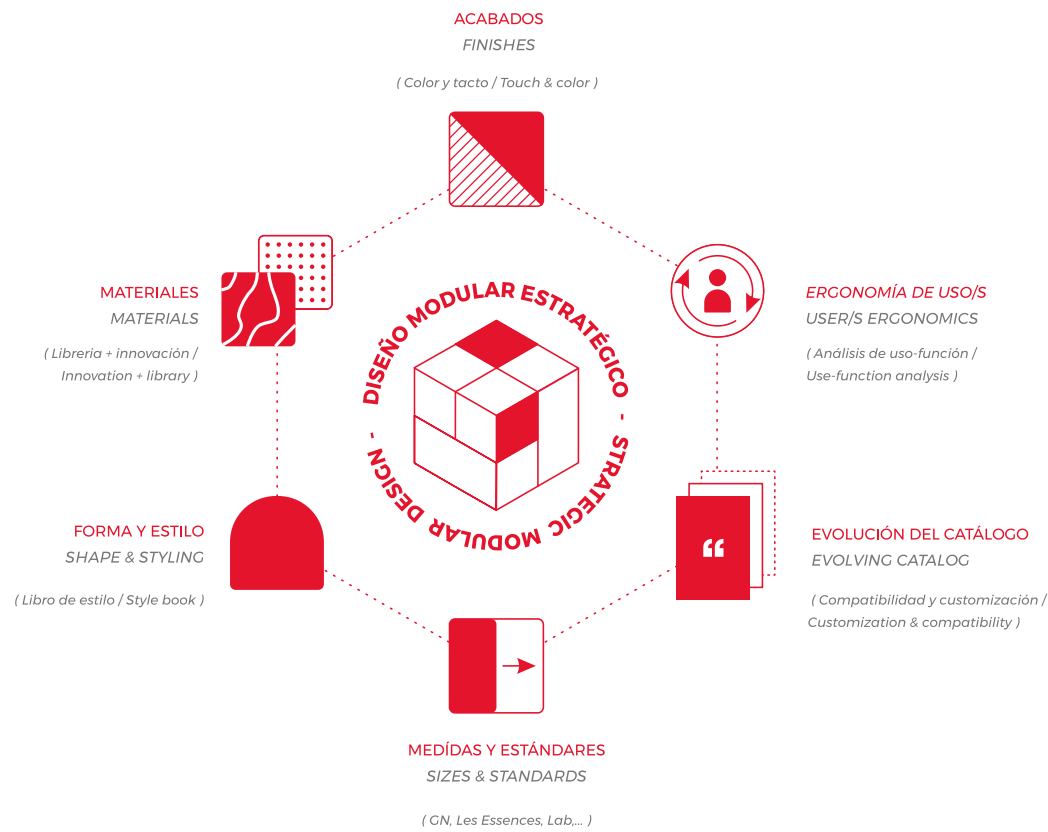 ACABADOS
FINISHES
( Color y tacto / Touch & color )
MATERIALES
MATERIALS
( Libreria + innovación /
Innovation + library )
ERGONOMÍA DE USO/S
USER/S ERGONOMICS
( Análisis de uso-función /
Use-function analysis )
DISEÑO MODULAR ESTRATÉGICO - STRATEGIC MODULAR DESIGN -
FORMA Y ESTILO
SHAPE & STYLING
( Libro de estilo / Style book )
“
EVOLUCIÓN DEL CATÁLOGO
EVOLVING CATALOG
( Compatibilidad y customización /
Customization & compatibility )
MEDÍDAS Y ESTÁNDARES
SIZES & STANDARDS
( GN, Les Essences, Lab,... )